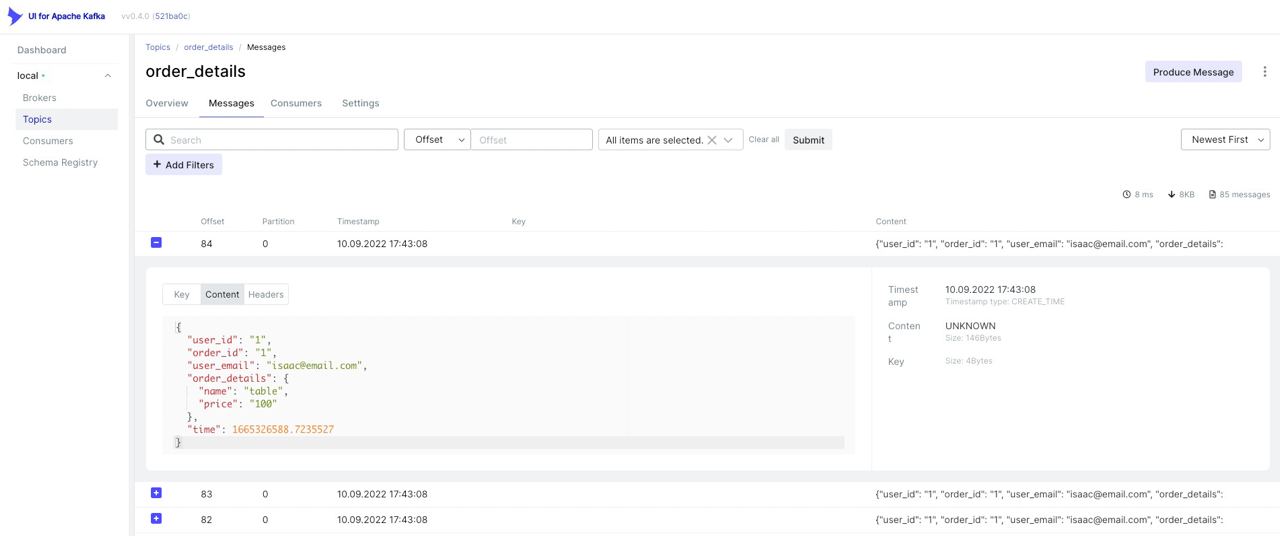 UI for Apache Kafka vv0.4.0 (521ba0c)
Dashboard
local
Brokers
Topics
Consumers
Schema Registry
Topics / order_details / Messages
order_details
Produce Message
Overview Messages Consumers Settings
Search Offset Offset All items are selected. Clear all Submit Newest First
+ Add Filters
8 ms 8KB 85 messages
Offset Partition Timestamp Key Content
84 0 10.09.2022 17:43:08 {"user_id": "1", "order_id": "1", "user_email": "isaac@email.com", "order_details":
Key Content Headers
{
"user_id": "1",
"order_id": "1",
"user_email": "isaac@email.com",
"order_details": {
"name": "table",
"price": "100"
},
"time": 1665326588.7235527
}
Timest
amp
10.09.2022 17:43:08
Timestamp type: CREATE_TIME
Conten
t
UNKNOWN
Size: 146Bytes
Key
Size: 4Bytes
83 0 10.09.2022 17:43:08 {"user_id": "1", "order_id": "1", "user_email": "isaac@email.com", "order_details":
82 0 10.09.2022 17:43:08 {"user_id": "1", "order_id": "1", "user_email": "isaac@email.com", "order_details":